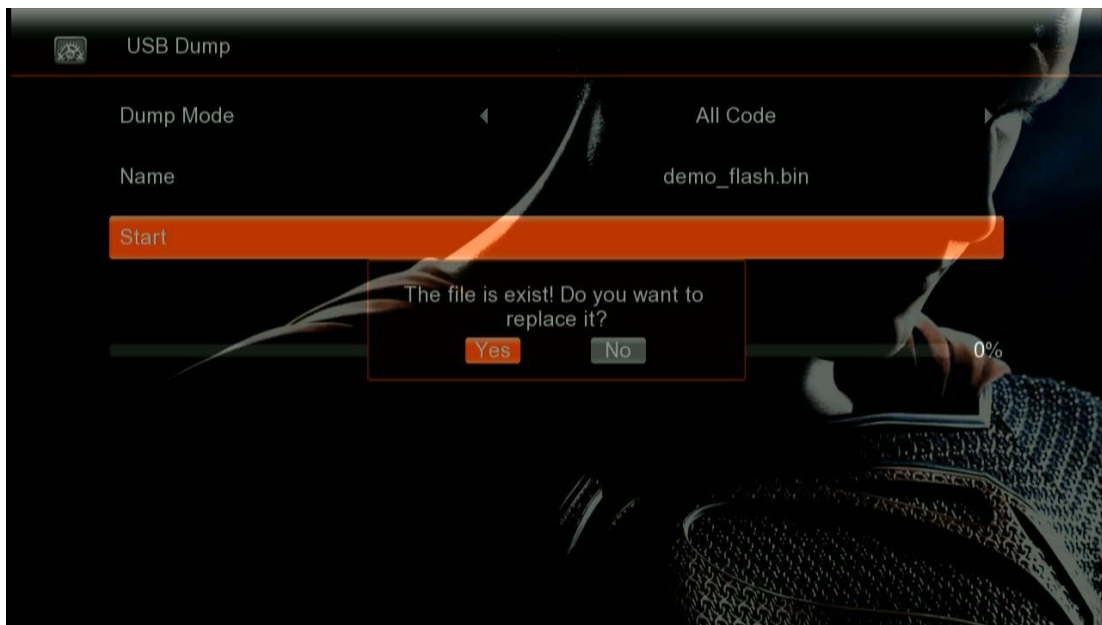 USB Dump
Dump Mode All Code
Name demo_flash.bin
Start
The file is exist! Do you want to
replace it?
Yes No
0%